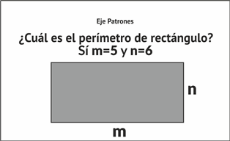 Eje Patrones
¿Cuál es el perímetro de rectángulo?
Sí m=5 y n=6
n
m